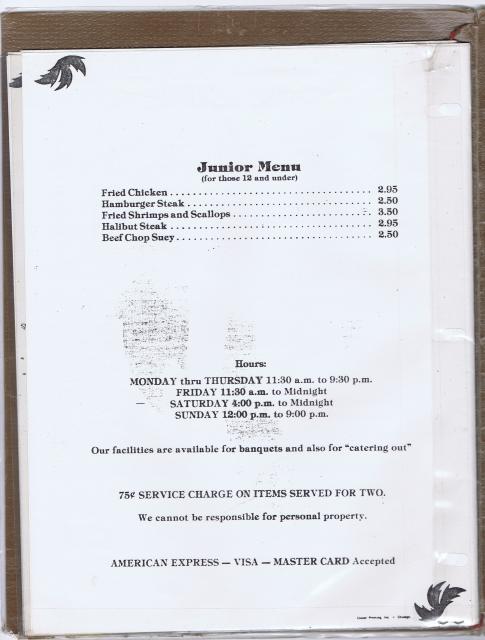 Junior Menu
(for those 12 and under)
Fried Chicken . . . . . . . . . . . . . . . . . . . . . . . . . . . . . . . . . . . 2.95
Hamburger Steak . . . . . . . . . . . . . . . . . . . . . . . . . . . . . . . . 2.50
Fried Shrimps and Scallops . . . . . . . . . . . . . . . . . . . . . . . . 3.50
Halibut Steak . . . . . . . . . . . . . . . . . . . . . . . . . . . . . . . . . . . 2.95
Beef Chop Suey . . . . . . . . . . . . . . . . . . . . . . . . . . . . . . . . . . 2.50
Hours:
MONDAY thru THURSDAY 11:30 a.m. to 9:30 p.m.
FRIDAY 11:30 a.m. to Midnight
SATURDAY 4:00 p.m. to Midnight
SUNDAY 12:00 p.m. to 9:00 p.m.
Our facilities are available for banquets and also for "catering out"
75¢ SERVICE CHARGE ON ITEMS SERVED FOR TWO.
We cannot be responsible for personal property.
AMERICAN EXPRESS — VISA — MASTER CARD Accepted
Printing Inc. - Chicago